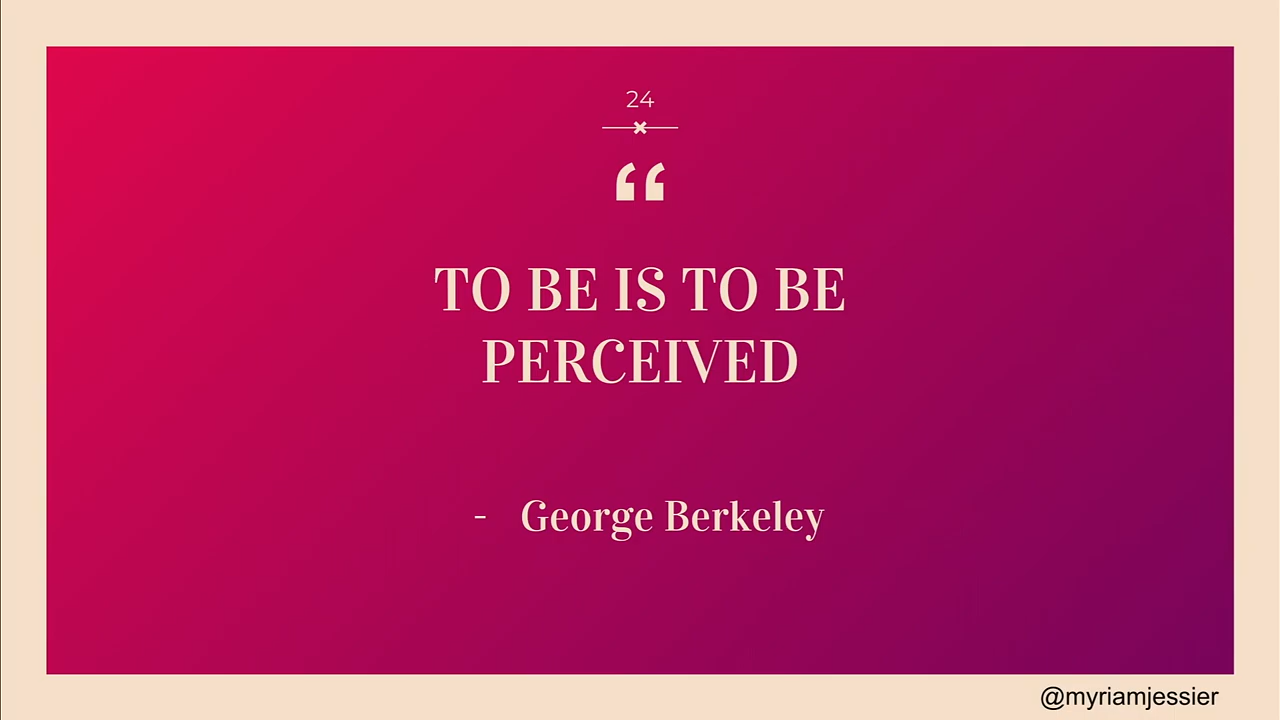 24
“
TO BE IS TO BE
PERCEIVED
- George Berkeley
@myriamjessier